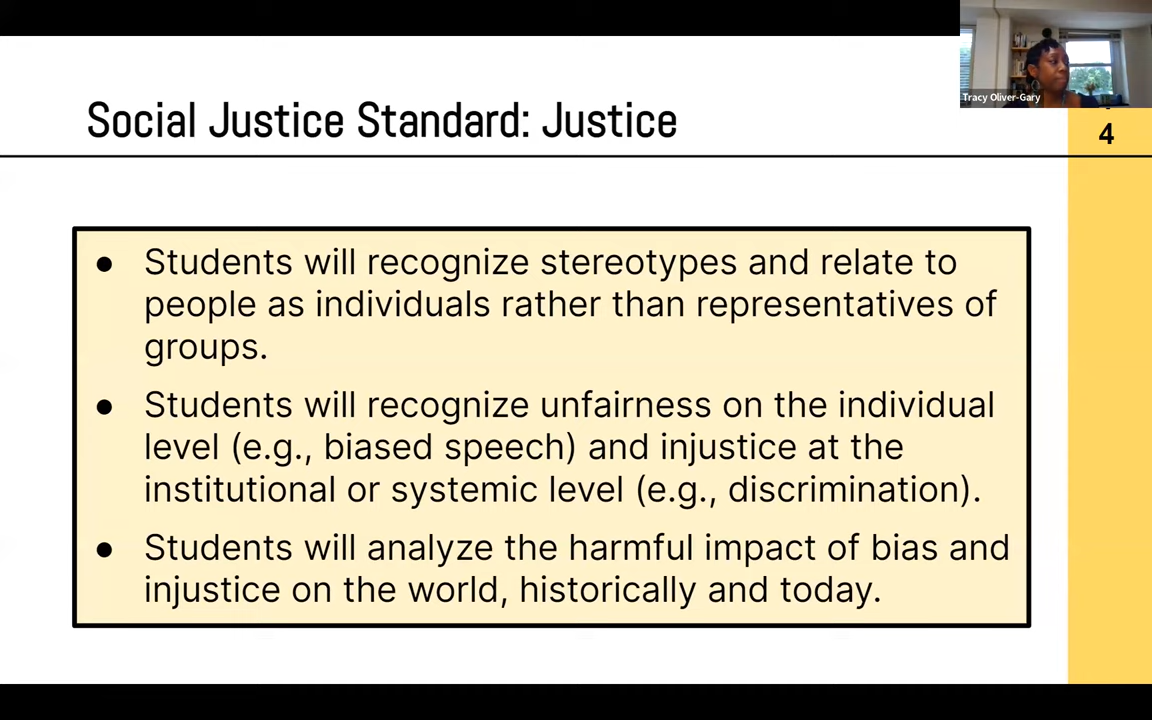 Tracy Oliver-Gary
Social Justice Standard: Justice
4
● Students will recognize stereotypes and relate to
people as individuals rather than representatives of
groups.
● Students will recognize unfairness on the individual
level (e.g., biased speech) and injustice at the
institutional or systemic level (e.g., discrimination).
● Students will analyze the harmful impact of bias and
injustice on the world, historically and today.